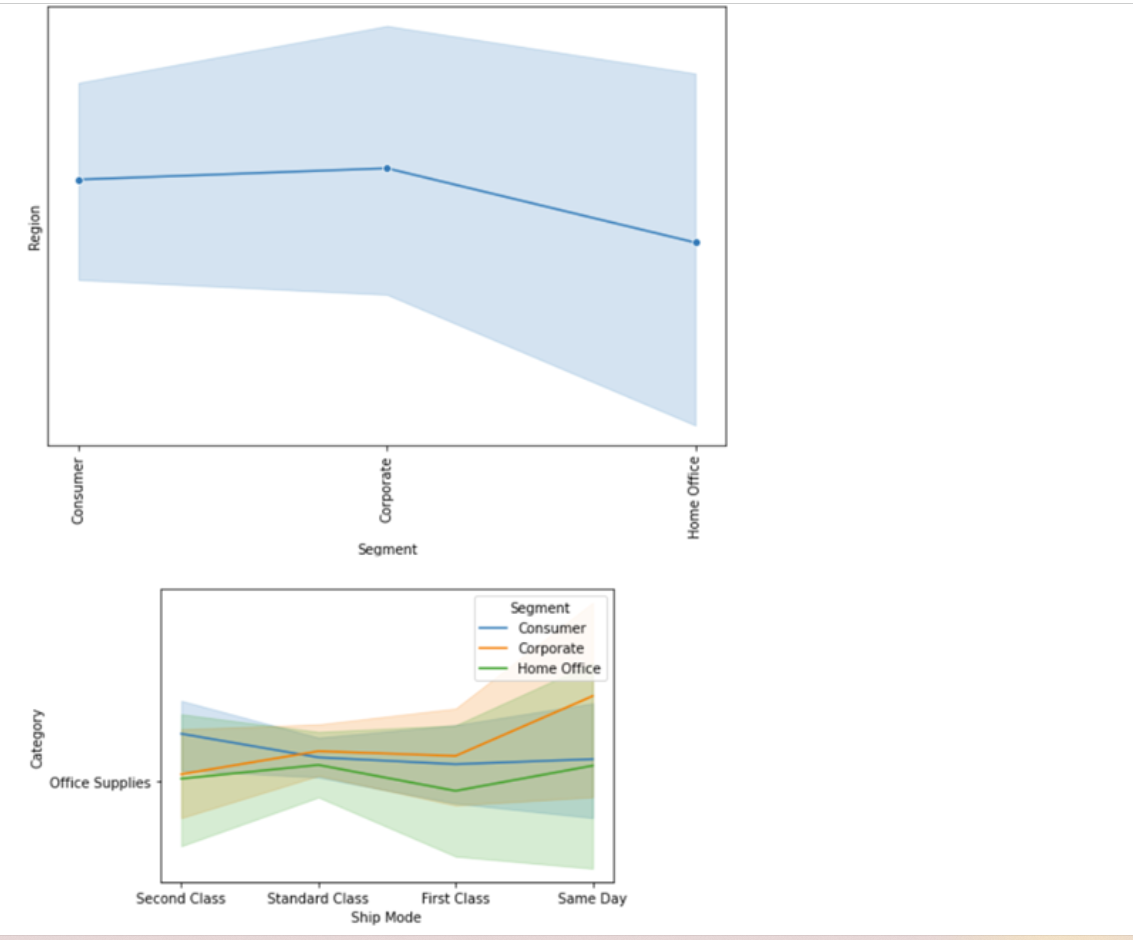 Region
Consumer
Corporate
Home Office
Segment
Segment
Consumer
Corporate
Home Office
Category
Office Supplies
Second Class
Standard Class
First Class
Same Day
Ship Mode